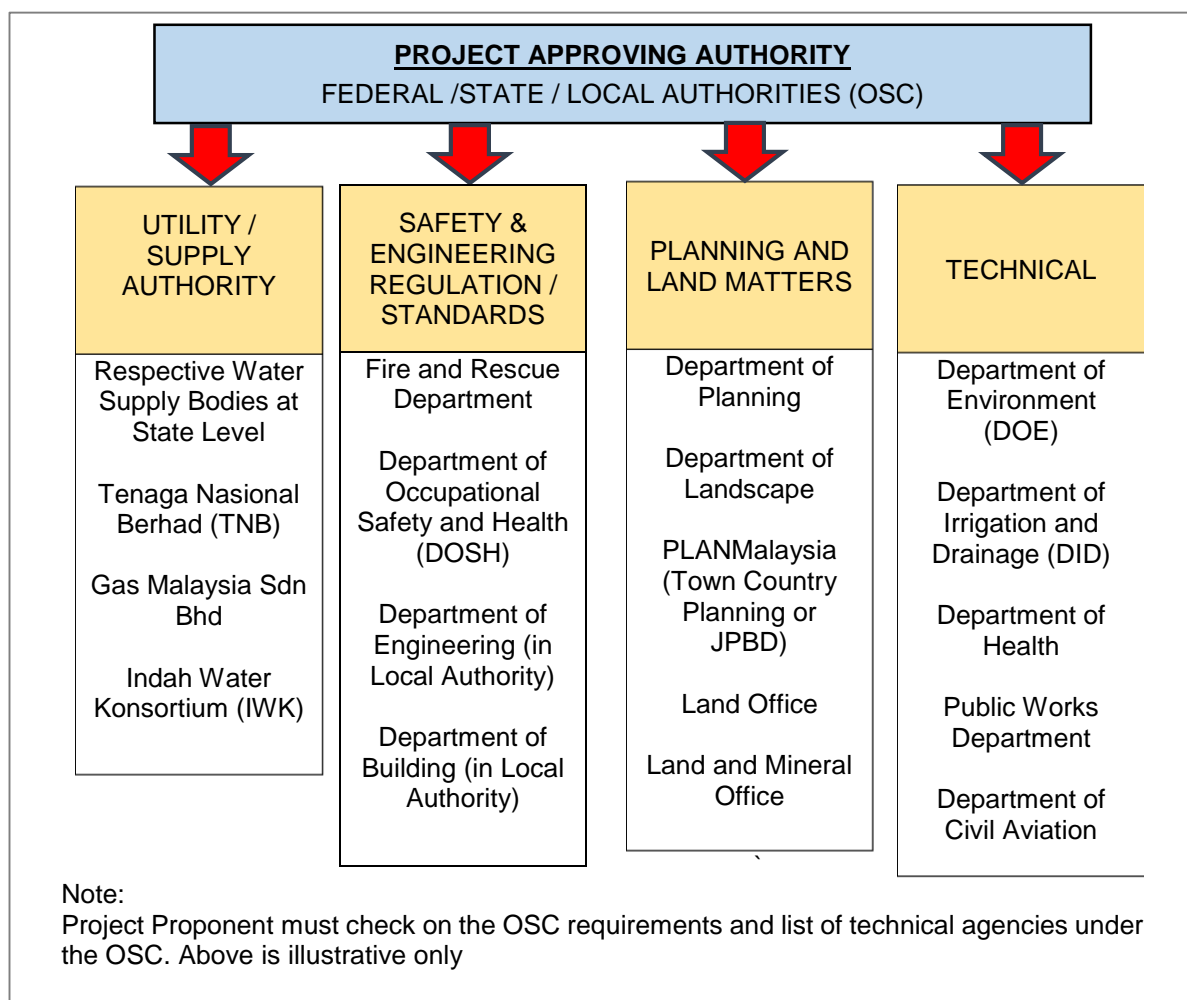 PROJECT APPROVING AUTHORITY
FEDERAL /STATE / LOCAL AUTHORITIES (OSC)
UTILITY /
SUPPLY
AUTHORITY
Respective Water
Supply Bodies at
State Level
Tenaga Nasional
Berhad (TNB)
Gas Malaysia Sdn
Bhd
Indah Water
Konsortium (IWK)
SAFETY &
ENGINEERING
REGULATION /
STANDARDS
Fire and Rescue
Department
Department of
Occupational
Safety and Health
(DOSH)
Department of
Engineering (in
Local Authority)
Department of
Building (in Local
Authority)
PLANNING AND
LAND MATTERS
Department of
Planning
Department of
Landscape
PLANMalaysia
(Town Country
Planning or
JPBD)
Land Office
Land and Mineral
Office
`
TECHNICAL
Department of
Environment
(DOE)
Department of
Irrigation and
Drainage (DID)
Department of
Health
Public Works
Department
Department of
Civil Aviation
Note:
Project Proponent must check on the OSC requirements and list of technical agencies under
the OSC. Above is illustrative only